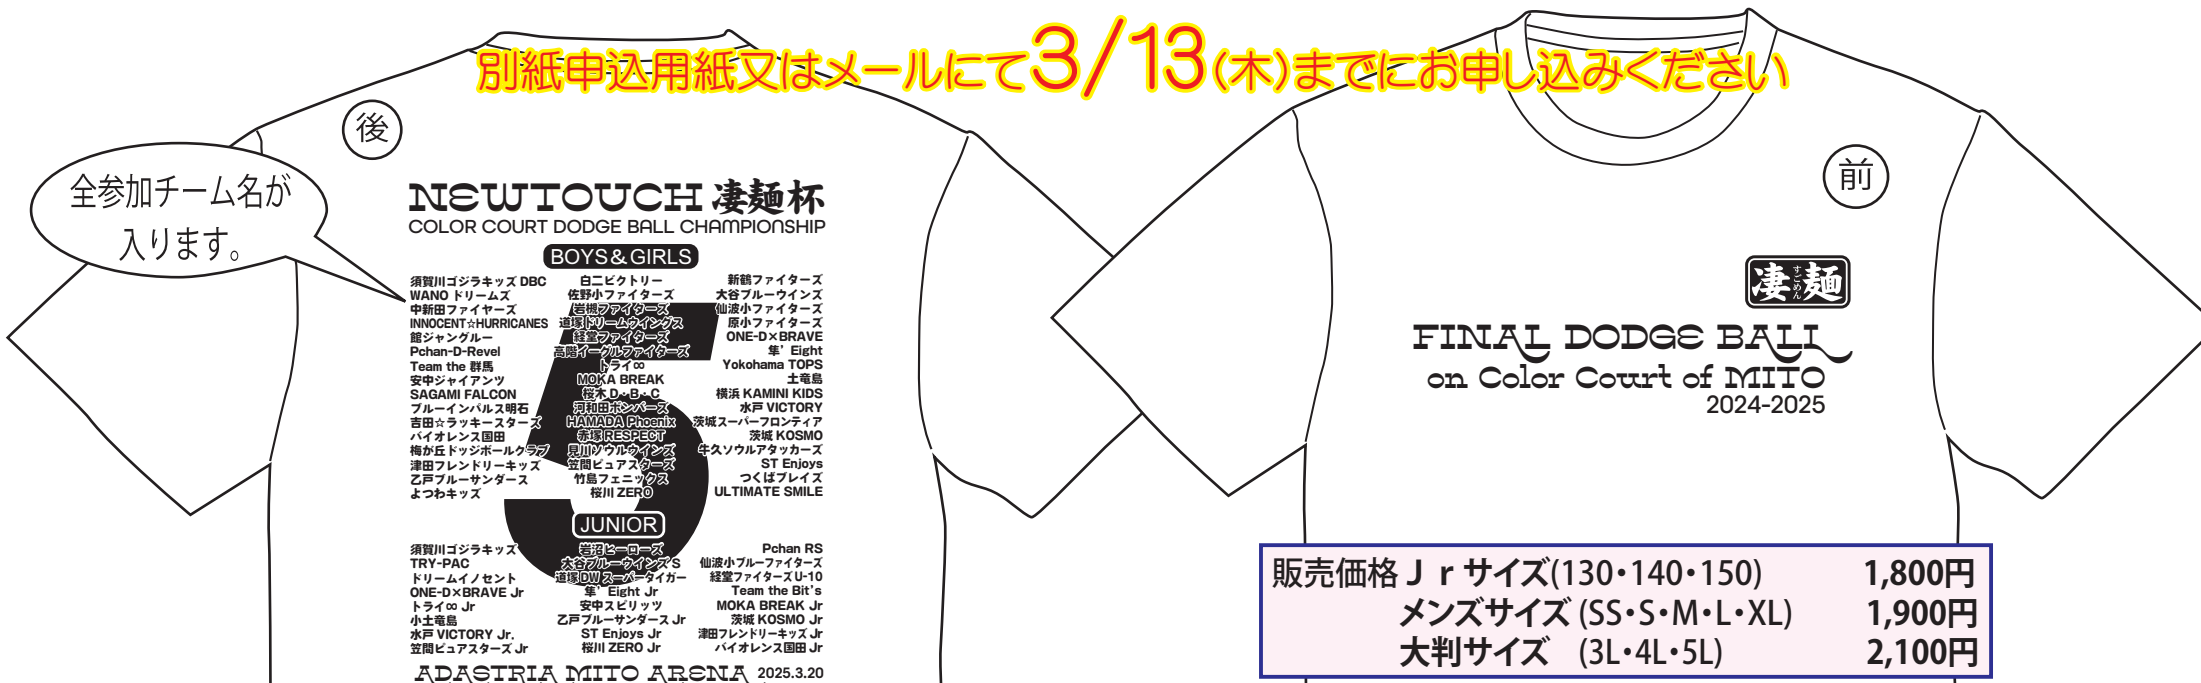 別紙申込用紙又はメールにて3/13(木)までにお申し込みください
後
全参加チーム名が
入ります。
NEWTOUCH 凄麺杯
COLOR COURT DODGE BALL CHAMPIONSHIP
BOYS&GIRLS
須賀川ゴジラキッズ DBC 白二ビクトリー 新鶴ファイターズ
WANO ドリームズ 佐野小ファイターズ 大谷ブルーウインズ
中新田ファイヤーズ 岩槻ファイターズ 仙波小ファイターズ
INNOCENT☆HURRICANES 道塚ドリームウイングス 原小ファイターズ
館ジャングルー 経堂ファイターズ ONE-D×BRAVE
Pchan-D-Revel 高階イーグルファイターズ 隼’Eight
Team the 群馬 トライ∞ Yokohama TOPS
安中ジャイアンツ MOKA BREAK 土竜島
SAGAMI FALCON 桜木 D・B・C 横浜 KAMINI KIDS
ブルーインパルス明石 河和田ボンバーズ 水戸 VICTORY
吉田☆ラッキースターズ HAMADA Phoenix 茨城スーパーフロンティア
バイオレンス国田 赤塚 RESPECT 茨城 KOSMO
梅が丘ドッジボールクラブ 見川ソウルウインズ 牛久ソウルアタッカーズ
津田フレンドリーキッズ 笠間ピュアスターズ ST Enjoys
乙戸ブルーサンダース 竹島フェニックス つくばブレイズ
よつわキッズ 桜川 ZERO ULTIMATE SMILE
JUNIOR
須賀川ゴジラキッズ 岩沼ヒーローズ Pchan RS
TRY-PAC 大谷ブルーウインズ S 仙波小ブルーファイターズ
ドリームイノセント 道塚 DW スーパータイガー 経堂ファイターズ U-10
ONE-D×BRAVE Jr 隼’Eight Jr Team the Bit's
トライ∞ Jr 安中スピリッツ MOKA BREAK Jr
小土竜島 乙戸ブルーサンダース Jr 茨城 KOSMO Jr
水戸 VICTORY Jr. ST Enjoys Jr 津田フレンドリーキッズ Jr
笠間ピュアスターズ Jr 桜川 ZERO Jr バイオレンス国田 Jr
ADASTRIA MITO ARENA 2025.3.20
5
前
凄麺 すごめん
FINAL DODGE BALL
on Color Court of MITO
2024-2025
販売価格 Ｊｒサイズ(130・140・150) 1,800円
メンズサイズ (SS・S・M・L・XL) 1,900円
大判サイズ (3L・4L・5L) 2,100円